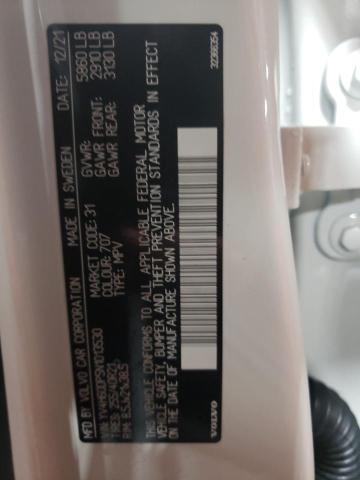 MFD BY VOLVO CAR CORPORATION MADE IN SWEDEN DATE: 12/21
MARKET CODE: 31 GVWR: 5860 LB
COLOUR: 707 GAWR FRONT: 2910 LB
TYPE: MPV GAWR REAR: 3130 LB
THIS VEHICLE CONFORMS TO ALL APPLICABLE FEDERAL MOTOR
VEHICLE SAFETY, BUMPER AND THEFT PREVENTION STANDARDS IN EFFECT
ON THE DATE OF MANUFACTURE SHOWN ABOVE.
VOLVO 32366054